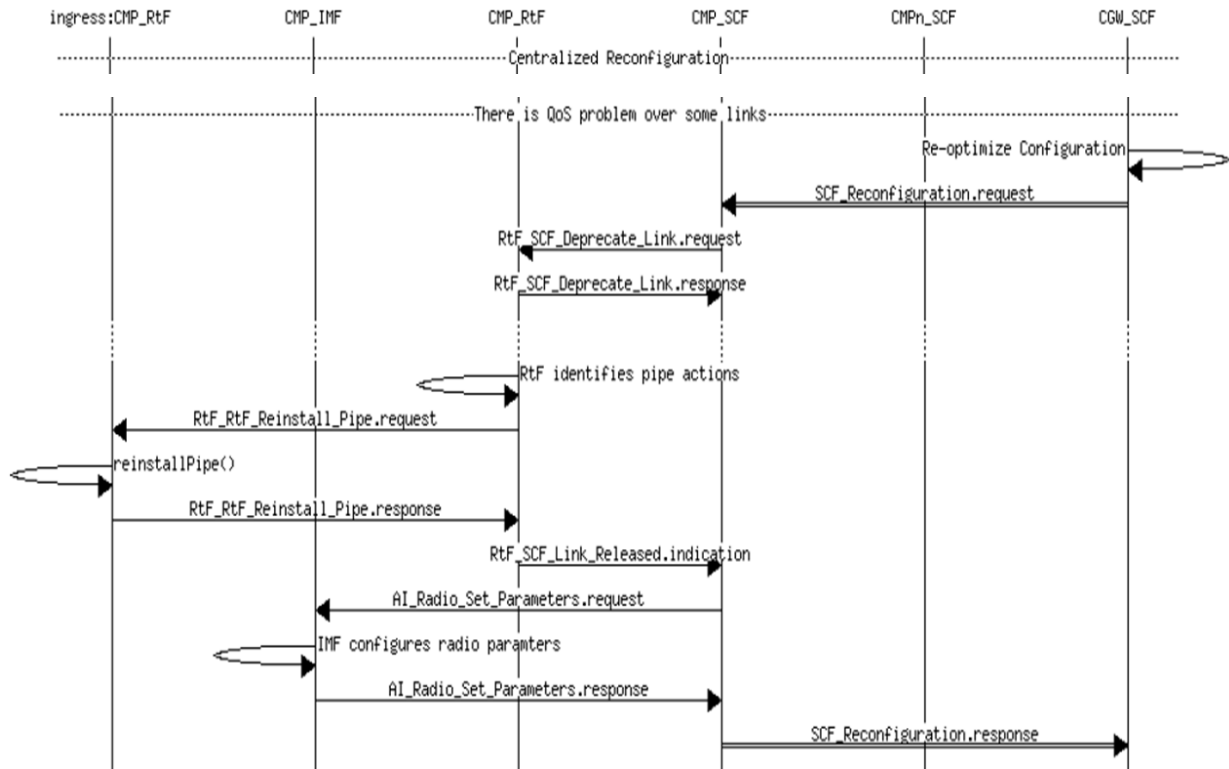 ingress:CMP_RtF CMP_IMF CMP_RtF CMP_SCF CMPn_SCF CGW_SCF
Centralized Reconfiguration
There is QoS problem over some links
Re-optimize Configuration
SCF_Reconfiguration.request
RtF_SCF_Deprecate_Link.request
RtF_SCF_Deprecate_Link.response
RtF identifies pipe actions
RtF_RtF_Reinstall_Pipe.request
reinstallPipe()
RtF_RtF_Reinstall_Pipe.response
RtF_SCF_Link_Released.indication
AI_Radio_Set_Parameters.request
IMF configures radio paramters
AI_Radio_Set_Parameters.response
SCF_Reconfiguration.response